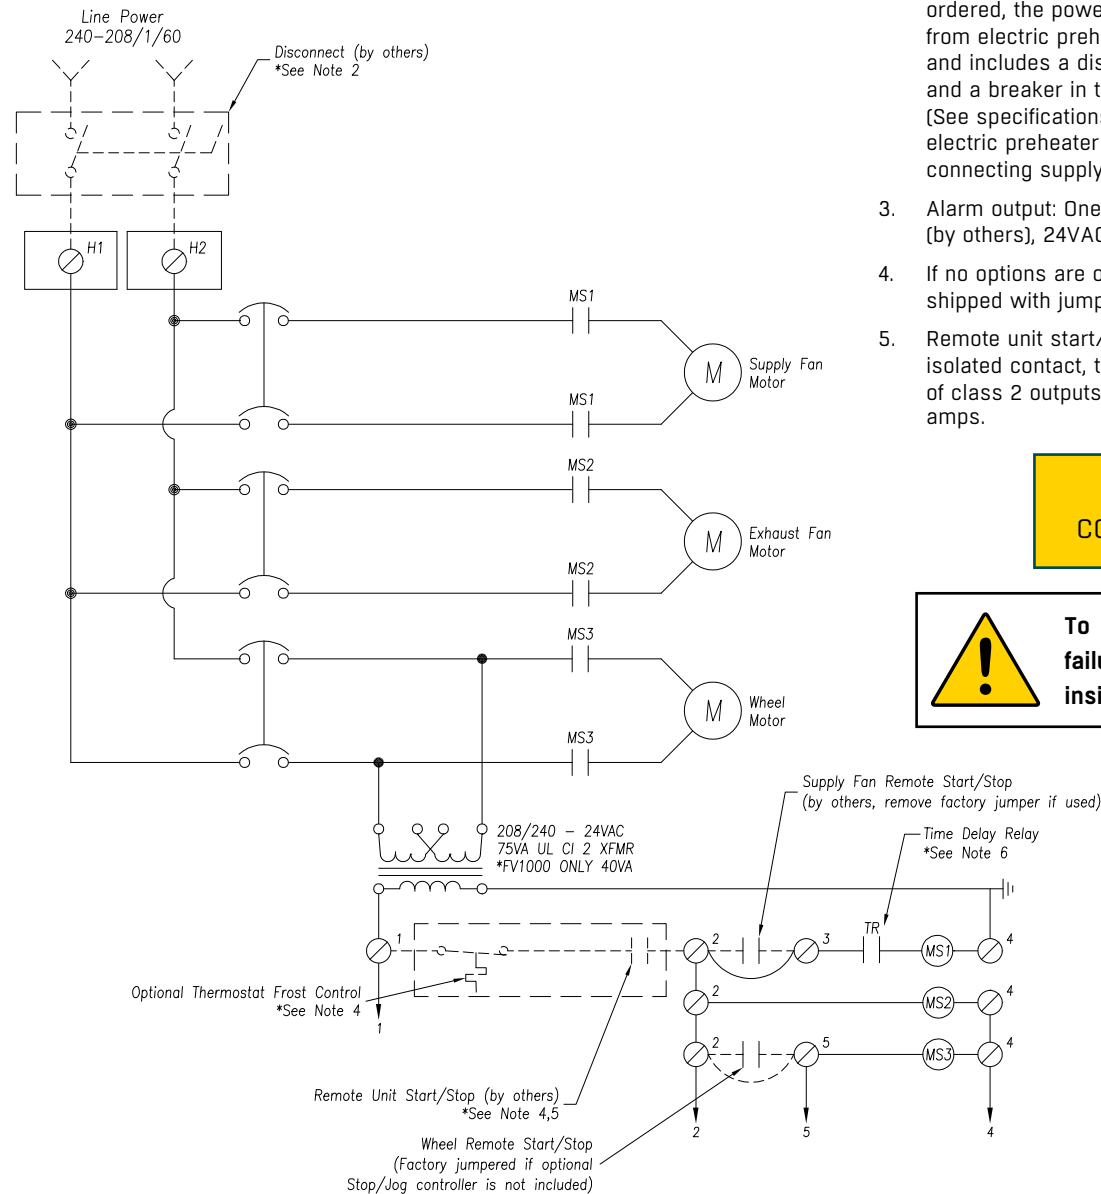 Line Power
240-208/1/60
Disconnect (by others)
*See Note 2
H1
H2
MS1
Supply Fan
Motor
M
MS1
MS2
Exhaust Fan
Motor
M
MS2
MS3
Wheel
Motor
M
MS3
208/240 - 24VAC
75VA UL Cl 2 XFMR
*FV1000 ONLY 40VA
Supply Fan Remote Start/Stop
(by others, remove factory jumper if used)
Time Delay Relay
*See Note 6
1
2
3
TR
MS1
4
Optional Thermostat Frost Control
*See Note 4
1
2
MS2
4
2
5
MS3
4
Remote Unit Start/Stop (by others)
*See Note 4,5
2
5
4
Wheel Remote Start/Stop
(Factory jumpered if optional
Stop/Jog controller is not included)
ordered, the powe
from electric preh
and includes a dis
and a breaker in t
(See specification
electric preheater
connecting supply
3. Alarm output: One
(by others), 24VAC
4. If no options are o
shipped with jump
5. Remote unit start/
isolated contact, t
of class 2 outputs
amps.
CO
To
failu
insi